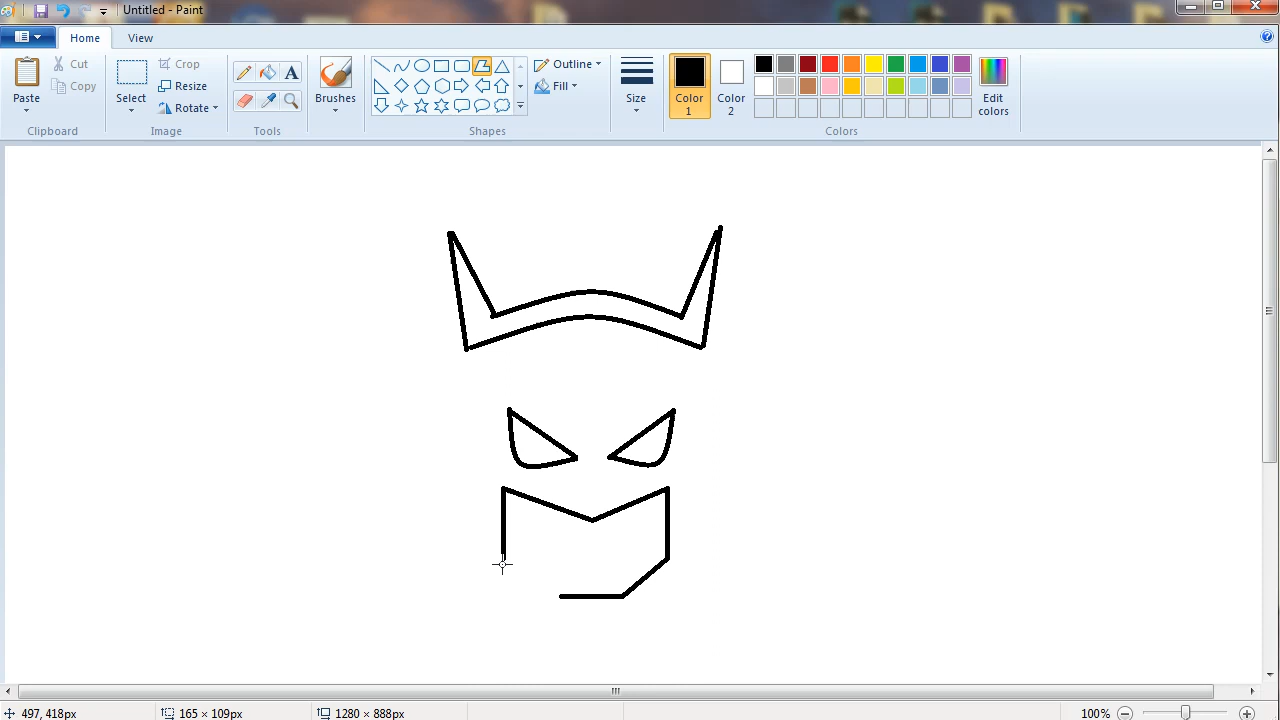 Untitled - Paint
Home View
Paste Cut Copy
Select Crop Resize Rotate
A
Brushes
Outline
Fill
Size
Color 1
Color 2
Edit colors
Clipboard Image Tools Shapes Colors
497, 418px 165 × 109px 1280 × 888px 100%